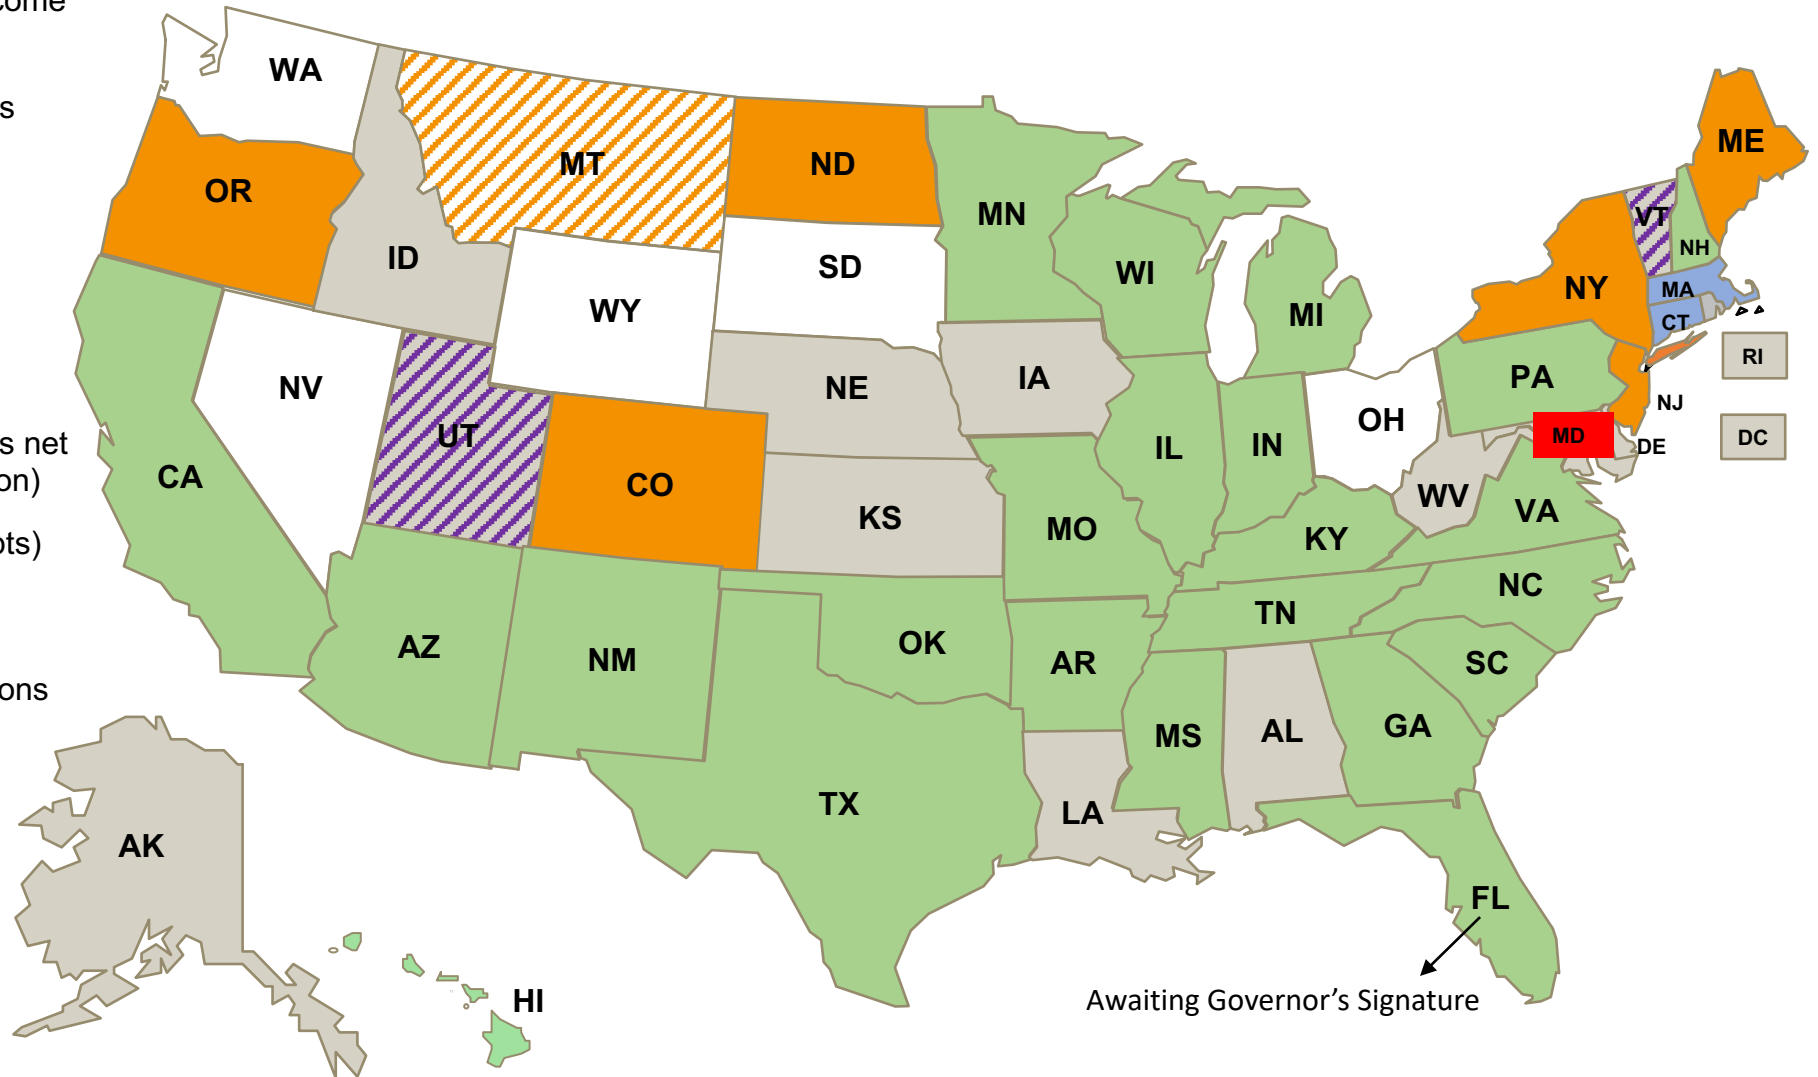 come
s
s net
on)
ots)
ons
WA
OR
MT
ID
ND
SD
WY
NV
UT
CO
CA
NE
KS
AZ
NM
OK
TX
MN
WI
MI
IA
IL
IN
OH
MO
KY
TN
AR
MS
AL
LA
GA
SC
NC
VA
WV
PA
NY
VT
NH
ME
MA
CT
RI
NJ
MD
DE
DC
FL
Awaiting Governor’s Signature
AK
HI